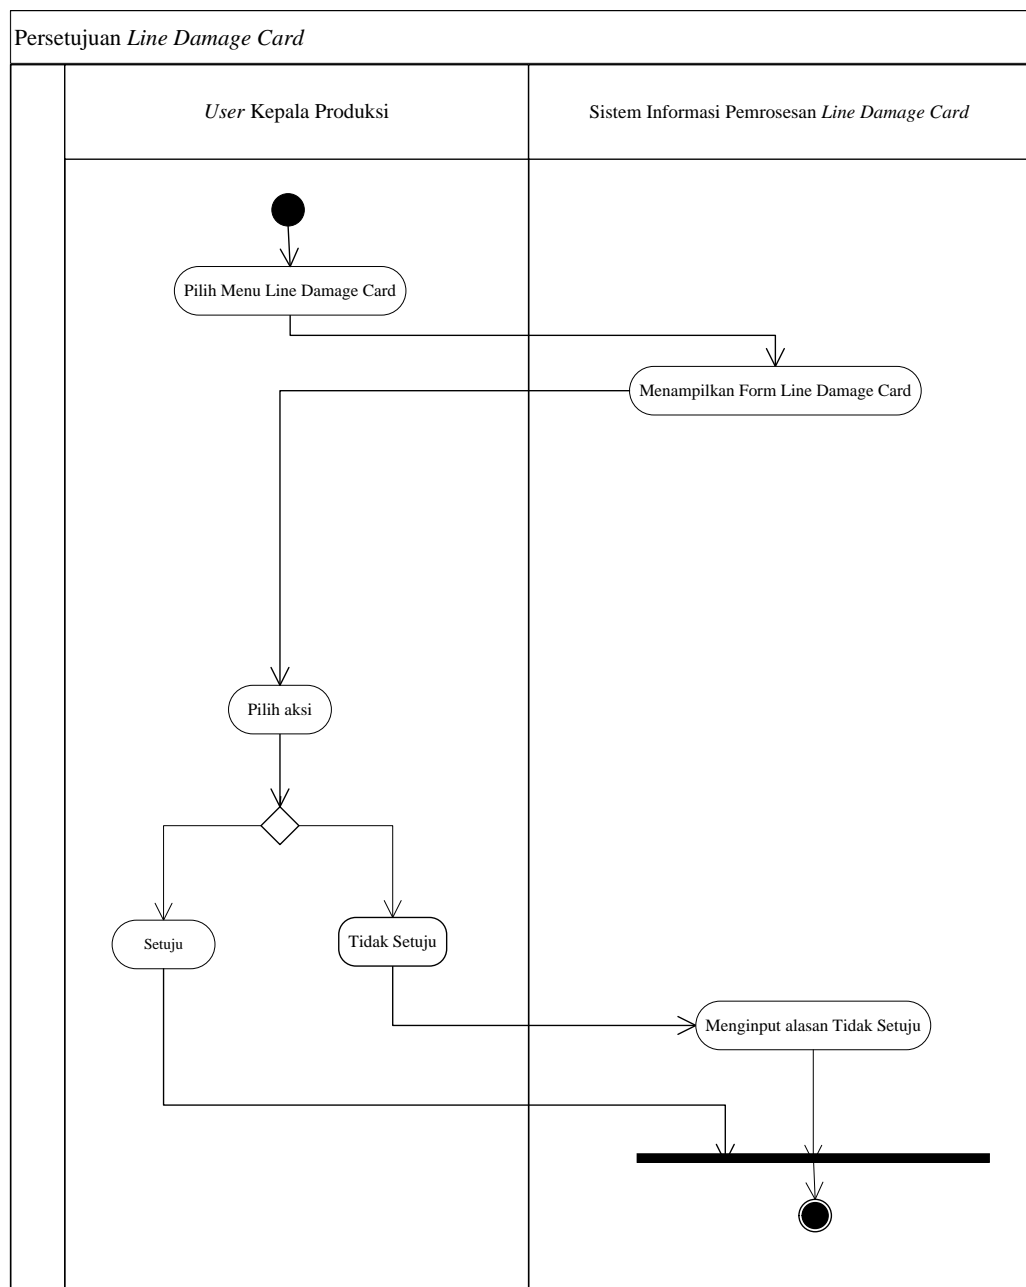 Persetujuan Line Damage Card
User Kepala Produksi
Sistem Informasi Pemrosesan Line Damage Card
Pilih Menu Line Damage Card
Menampilkan Form Line Damage Card
Pilih aksi
Setuju
Tidak Setuju
Menginput alasan Tidak Setuju